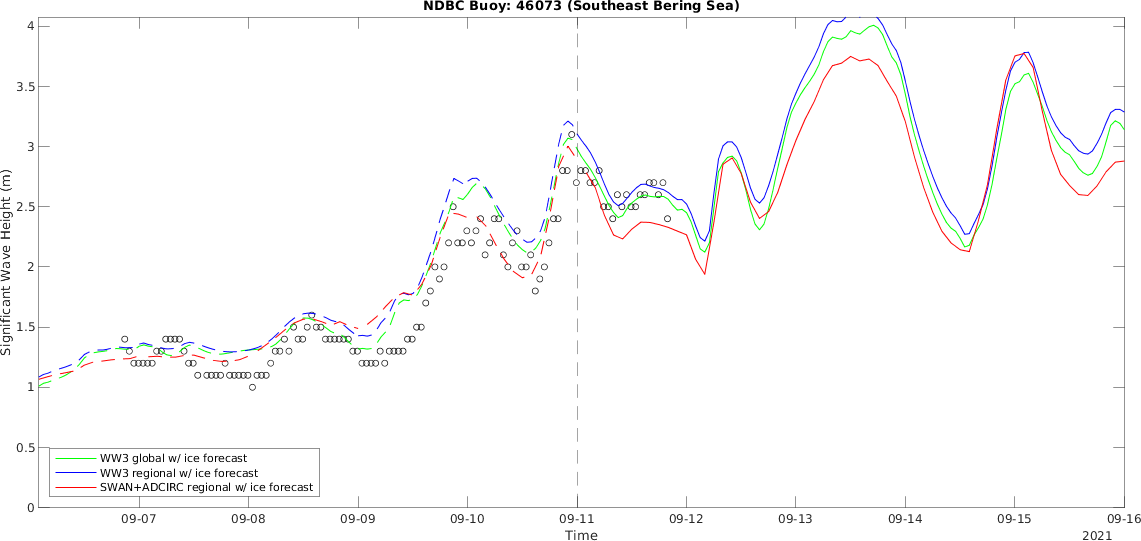 NDBC Buoy: 46073 (Southeast Bering Sea)
Significant Wave Height (m)
4
3.5
3
2.5
2
1.5
1
0.5
0
WW3 global w/ ice forecast
WW3 regional w/ ice forecast
SWAN+ADCIRC regional w/ ice forecast
09-07 09-08 09-09 09-10 09-11 09-12 09-13 09-14 09-15 09-16
Time
2021